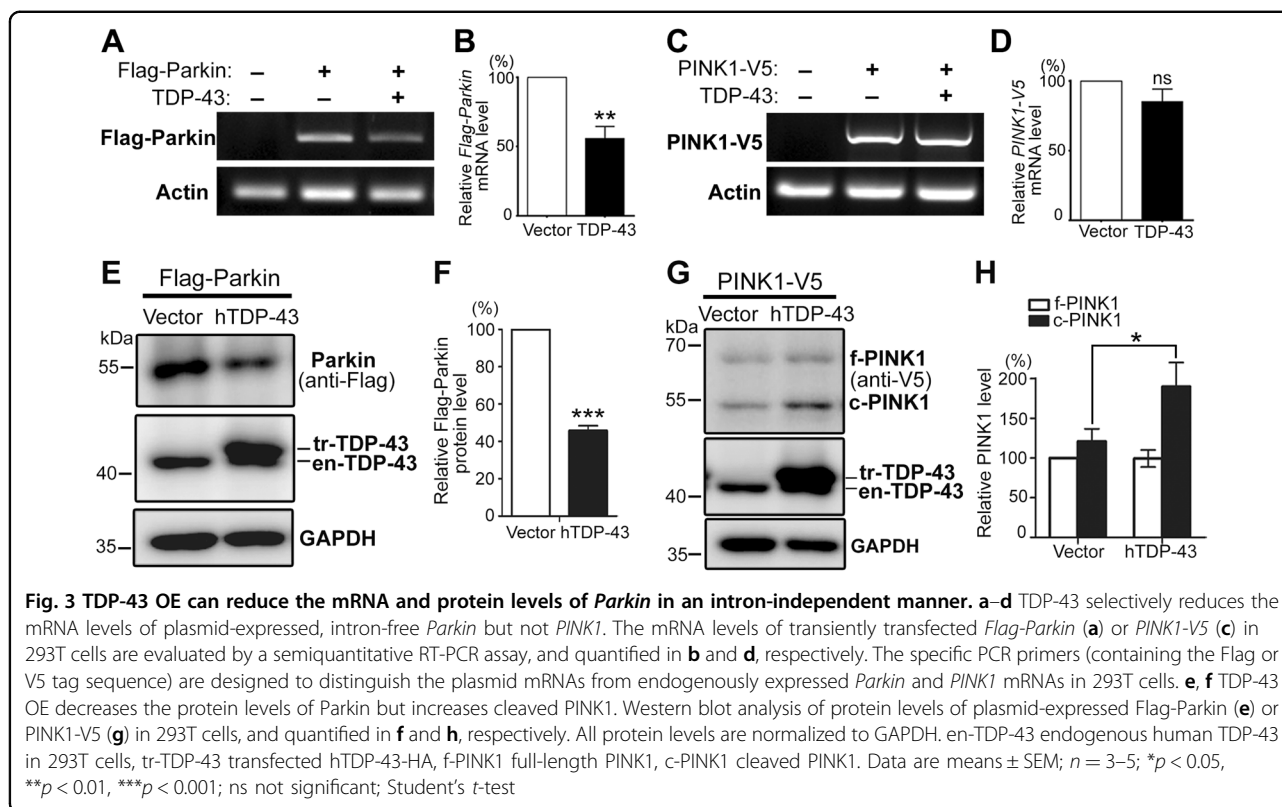 A
Flag-Parkin: – + +
TDP-43: – – +
Flag-Parkin
Actin
B
(%)
100
50
0
Relative Flag-Parkin
mRNA level
**
Vector TDP-43
C
PINK1-V5: – + +
TDP-43: – – +
PINK1-V5
Actin
D
(%)
100
50
0
Relative PINK1-V5
mRNA level
ns
Vector TDP-43
E
Flag-Parkin
Vector hTDP-43
kDa
55
Parkin
(anti-Flag)
40
tr-TDP-43
en-TDP-43
35
GAPDH
F
(%)
100
80
60
40
20
0
Relative Flag-Parkin
protein level
***
Vector hTDP-43
G
PINK1-V5
Vector hTDP-43
kDa
70
f-PINK1
(anti-V5)
55
c-PINK1
40
tr-TDP-43
en-TDP-43
35
GAPDH
H
f-PINK1
c-PINK1
(%)
200
150
100
50
0
Relative PINK1 level
*
Vector hTDP-43
Fig. 3 TDP-43 OE can reduce the mRNA and protein levels of Parkin in an intron-independent manner. a–d TDP-43 selectively reduces the
mRNA levels of plasmid-expressed, intron-free Parkin but not PINK1. The mRNA levels of transiently transfected Flag-Parkin (a) or PINK1-V5 (c) in
293T cells are evaluated by a semiquantitative RT-PCR assay, and quantified in b and d, respectively. The specific PCR primers (containing the Flag or
V5 tag sequence) are designed to distinguish the plasmid mRNAs from endogenously expressed Parkin and PINK1 mRNAs in 293T cells. e, f TDP-43
OE decreases the protein levels of Parkin but increases cleaved PINK1. Western blot analysis of protein levels of plasmid-expressed Flag-Parkin (e) or
PINK1-V5 (g) in 293T cells, and quantified in f and h, respectively. All protein levels are normalized to GAPDH. en-TDP-43 endogenous human TDP-43
in 293T cells, tr-TDP-43 transfected hTDP-43-HA, f-PINK1 full-length PINK1, c-PINK1 cleaved PINK1. Data are means ± SEM; n = 3–5; *p < 0.05,
**p < 0.01, ***p < 0.001; ns not significant; Student's t-test